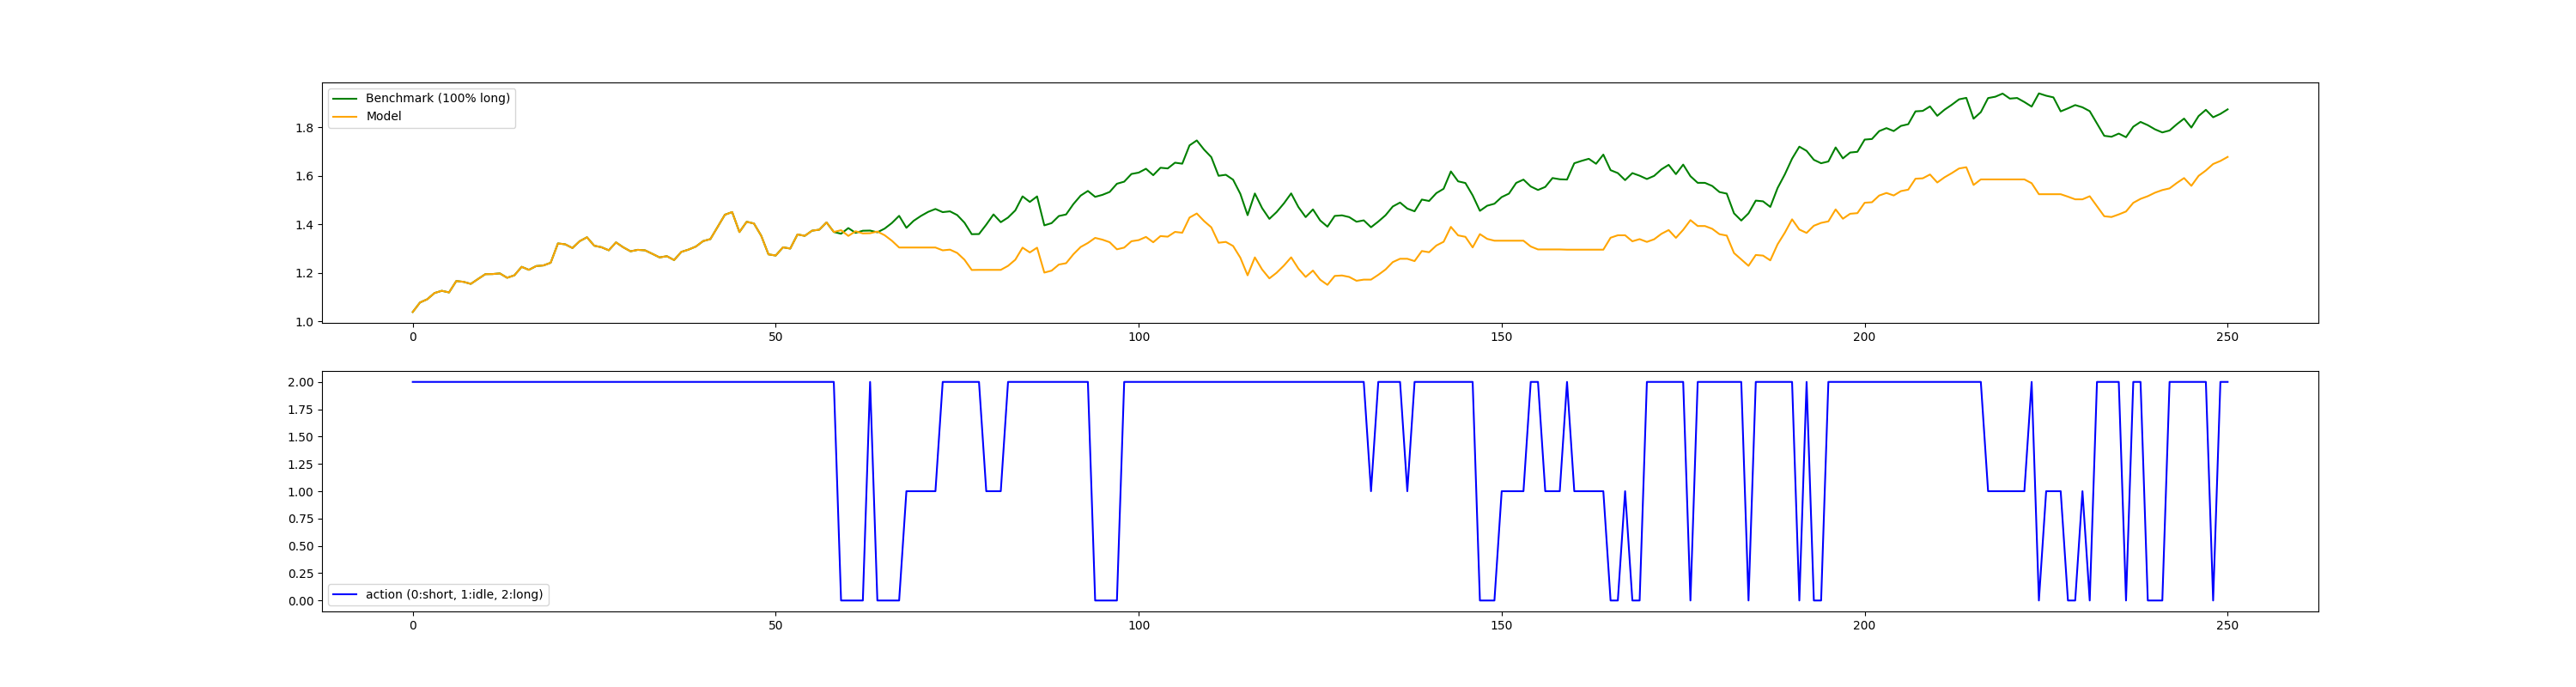 Benchmark (100% long)
Model
1.8
1.6
1.4
1.2
1.0
0 50 100 150 200 250
2.00
1.75
1.50
1.25
1.00
0.75
0.50
0.25
0.00
action (0:short, 1:idle, 2:long)
0 50 100 150 200 250